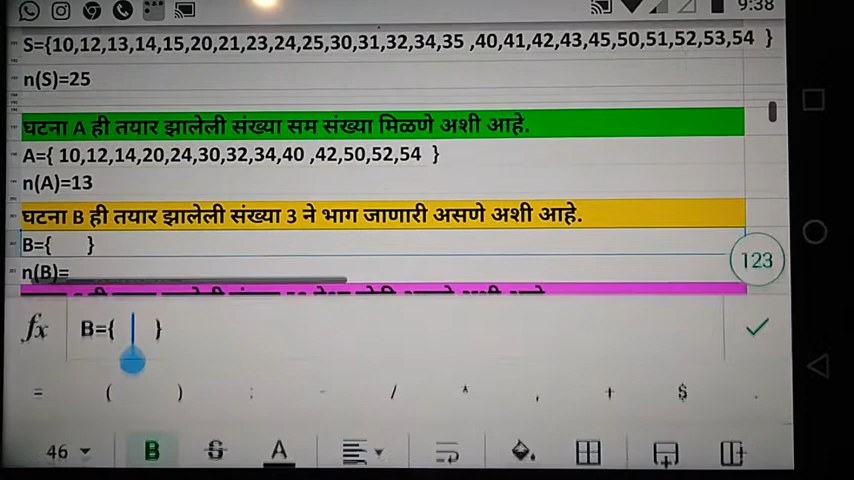 9:38
S={10,12,13,14,15,20,21,23,24,25,30,31,32,34,35 ,40,41,42,43,45,50,51,52,53,54 }
n(S)=25
घटना A ही तयार झालेली संख्या सम संख्या मिळणे अशी आहे.
A={ 10,12,14,20,24,30,32,34,40 ,42,50,52,54 }
n(A)=13
घटना B ही तयार झालेली संख्या 3 ने भाग जाणारी असणे अशी आहे.
B={ }
123
n(B)=
fx B={ }
= ( ) : - / * , + $ .
46 B S A